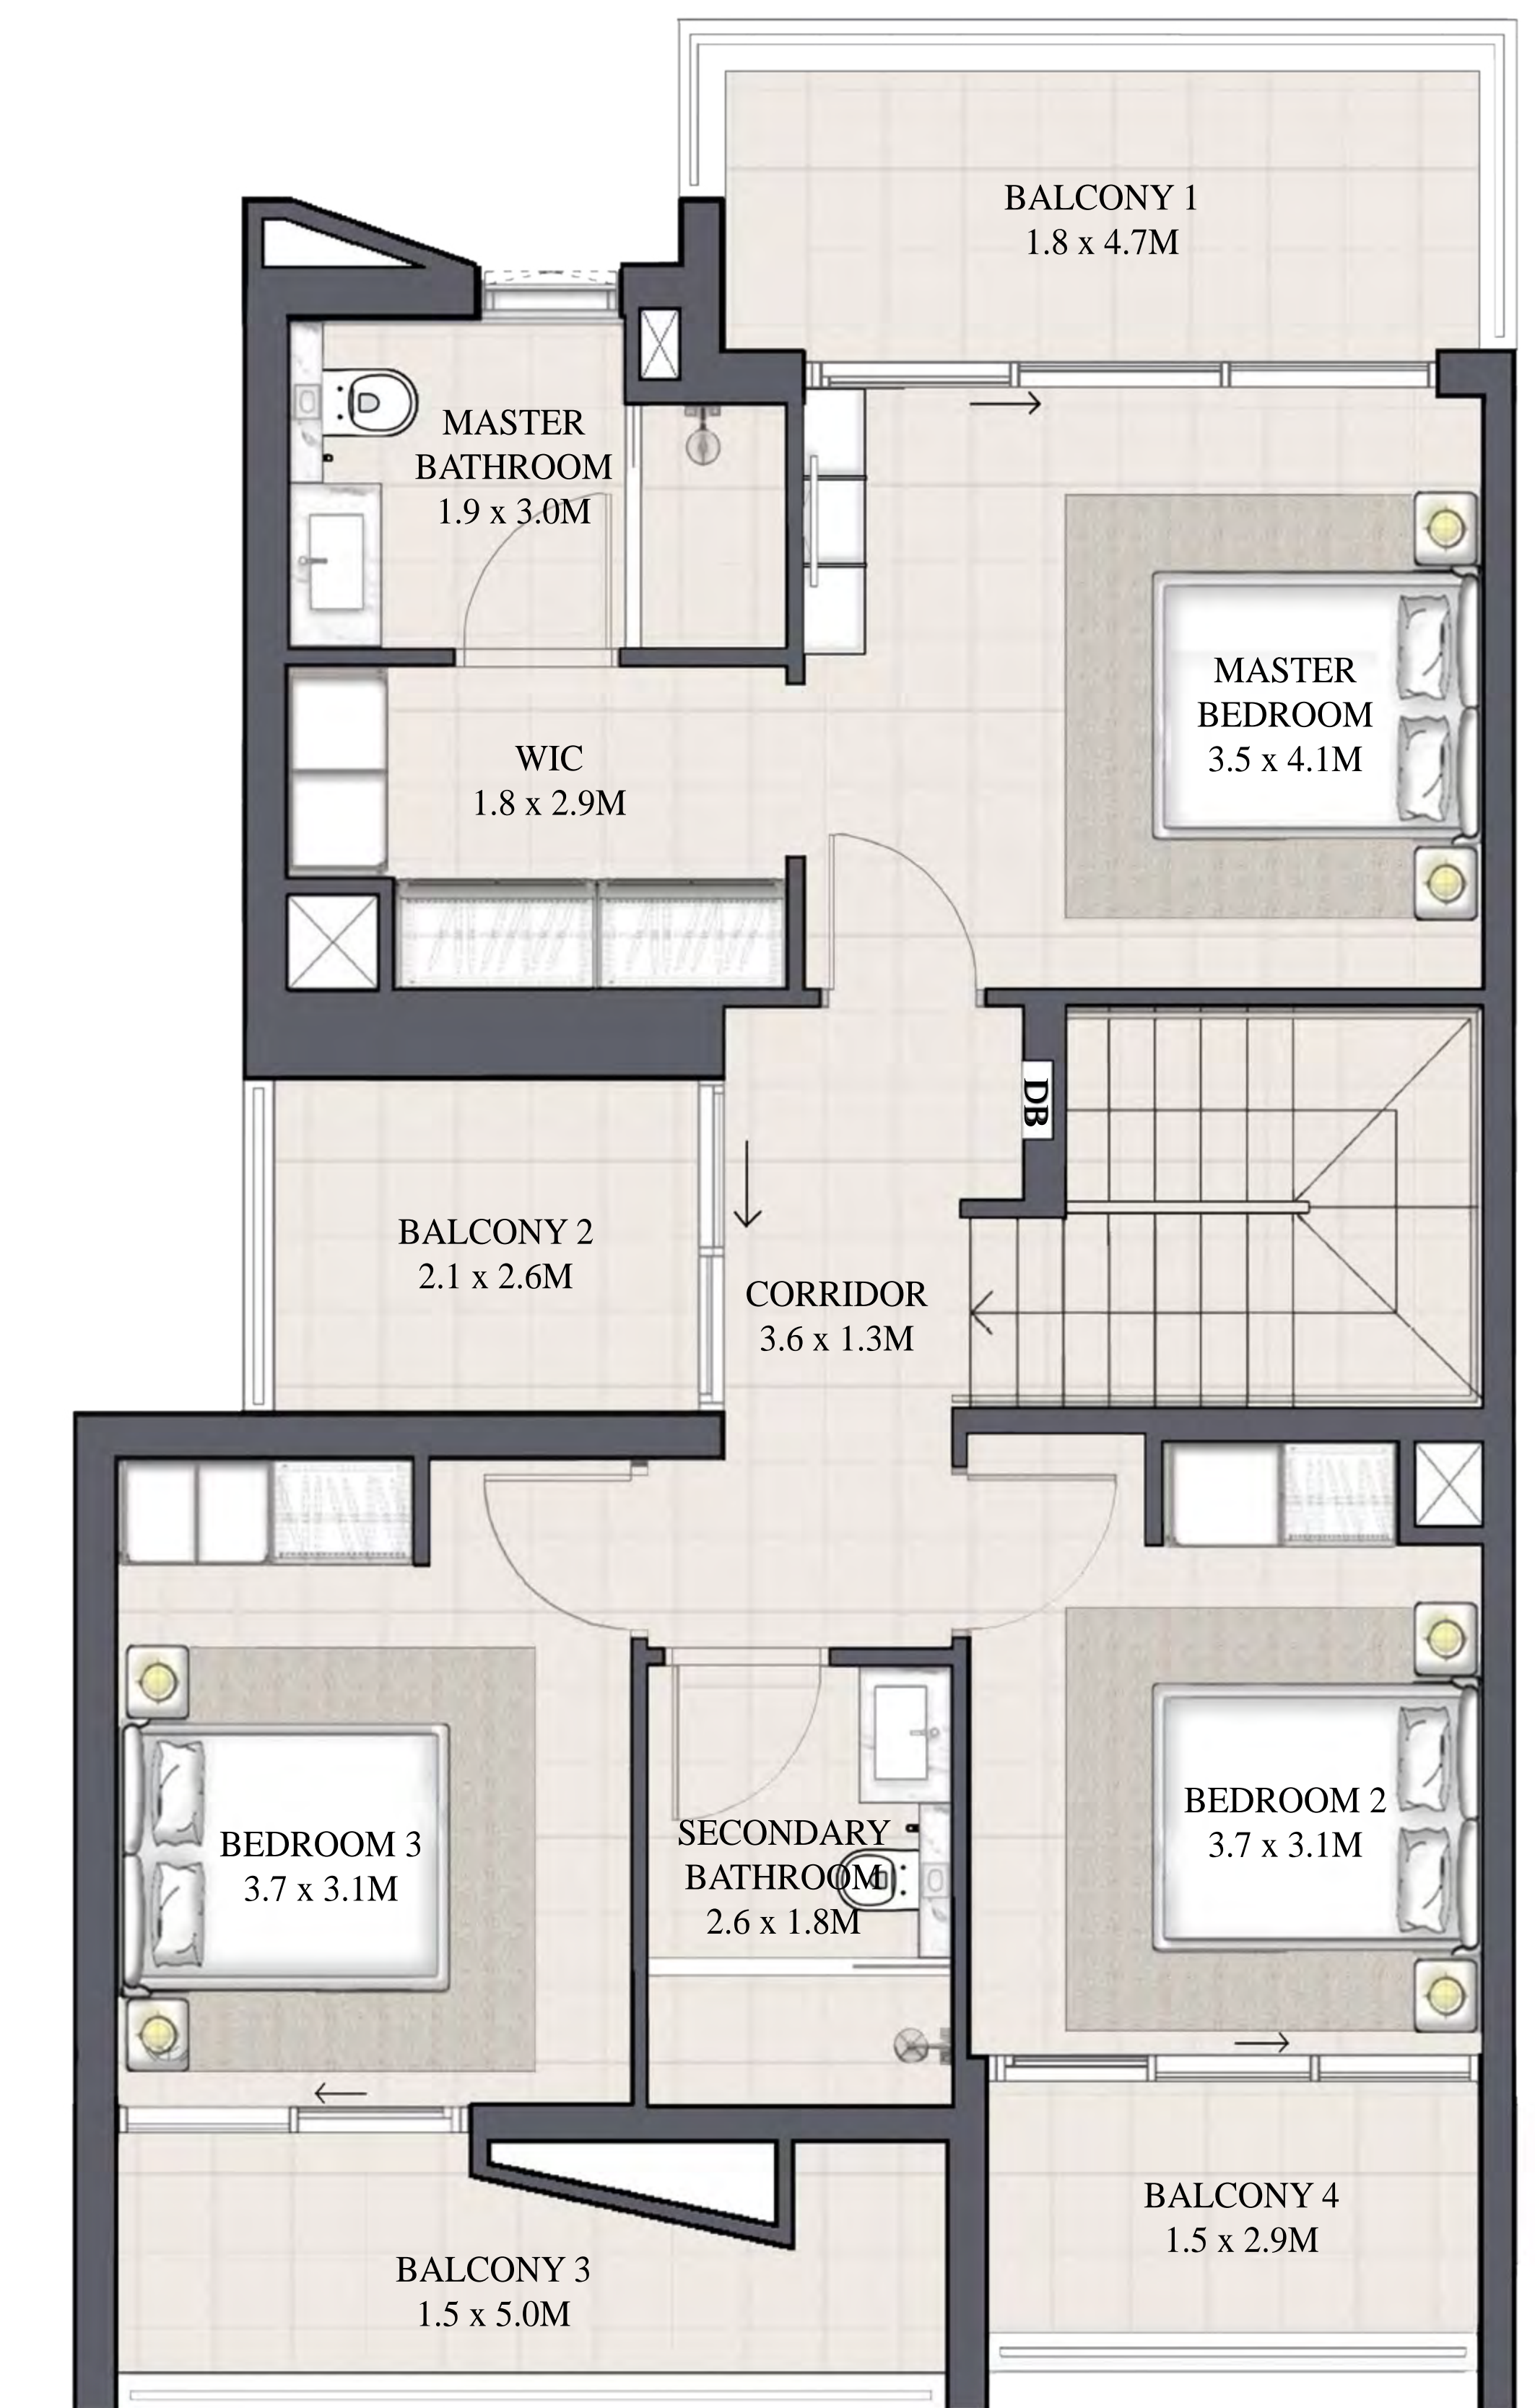 BALCONY 1
1.8 x 4.7M
MASTER
BATHROOM
1.9 x 3.0M
MASTER
BEDROOM
3.5 x 4.1M
WIC
1.8 x 2.9M
DB
BALCONY 2
2.1 x 2.6M
CORRIDOR
3.6 x 1.3M
BEDROOM 3
3.7 x 3.1M
SECONDARY
BATHROOM
2.6 x 1.8M
BEDROOM 2
3.7 x 3.1M
BALCONY 3
1.5 x 5.0M
BALCONY 4
1.5 x 2.9M